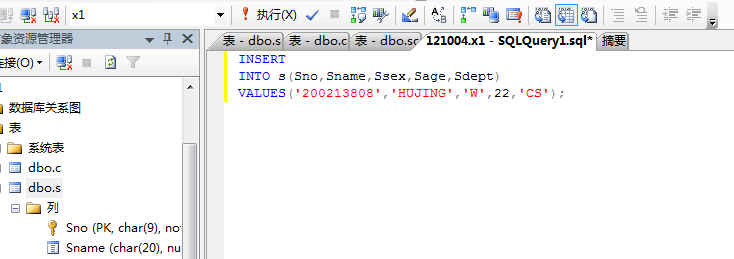 x1
执行(X)
对象资源管理器
表 - dbo.s 表 - dbo.c 表 - dbo.sc 121004.x1 - SQLQuery1.sql* 摘要
连接(O)
INSERT
INTO s(Sno,Sname,Ssex,Sage,Sdept)
VALUES('200213808','HUJING','W',22,'CS');
1
数据库关系图
表
系统表
dbo.c
dbo.s
列
Sno (PK, char(9), no
Sname (char(20), nu